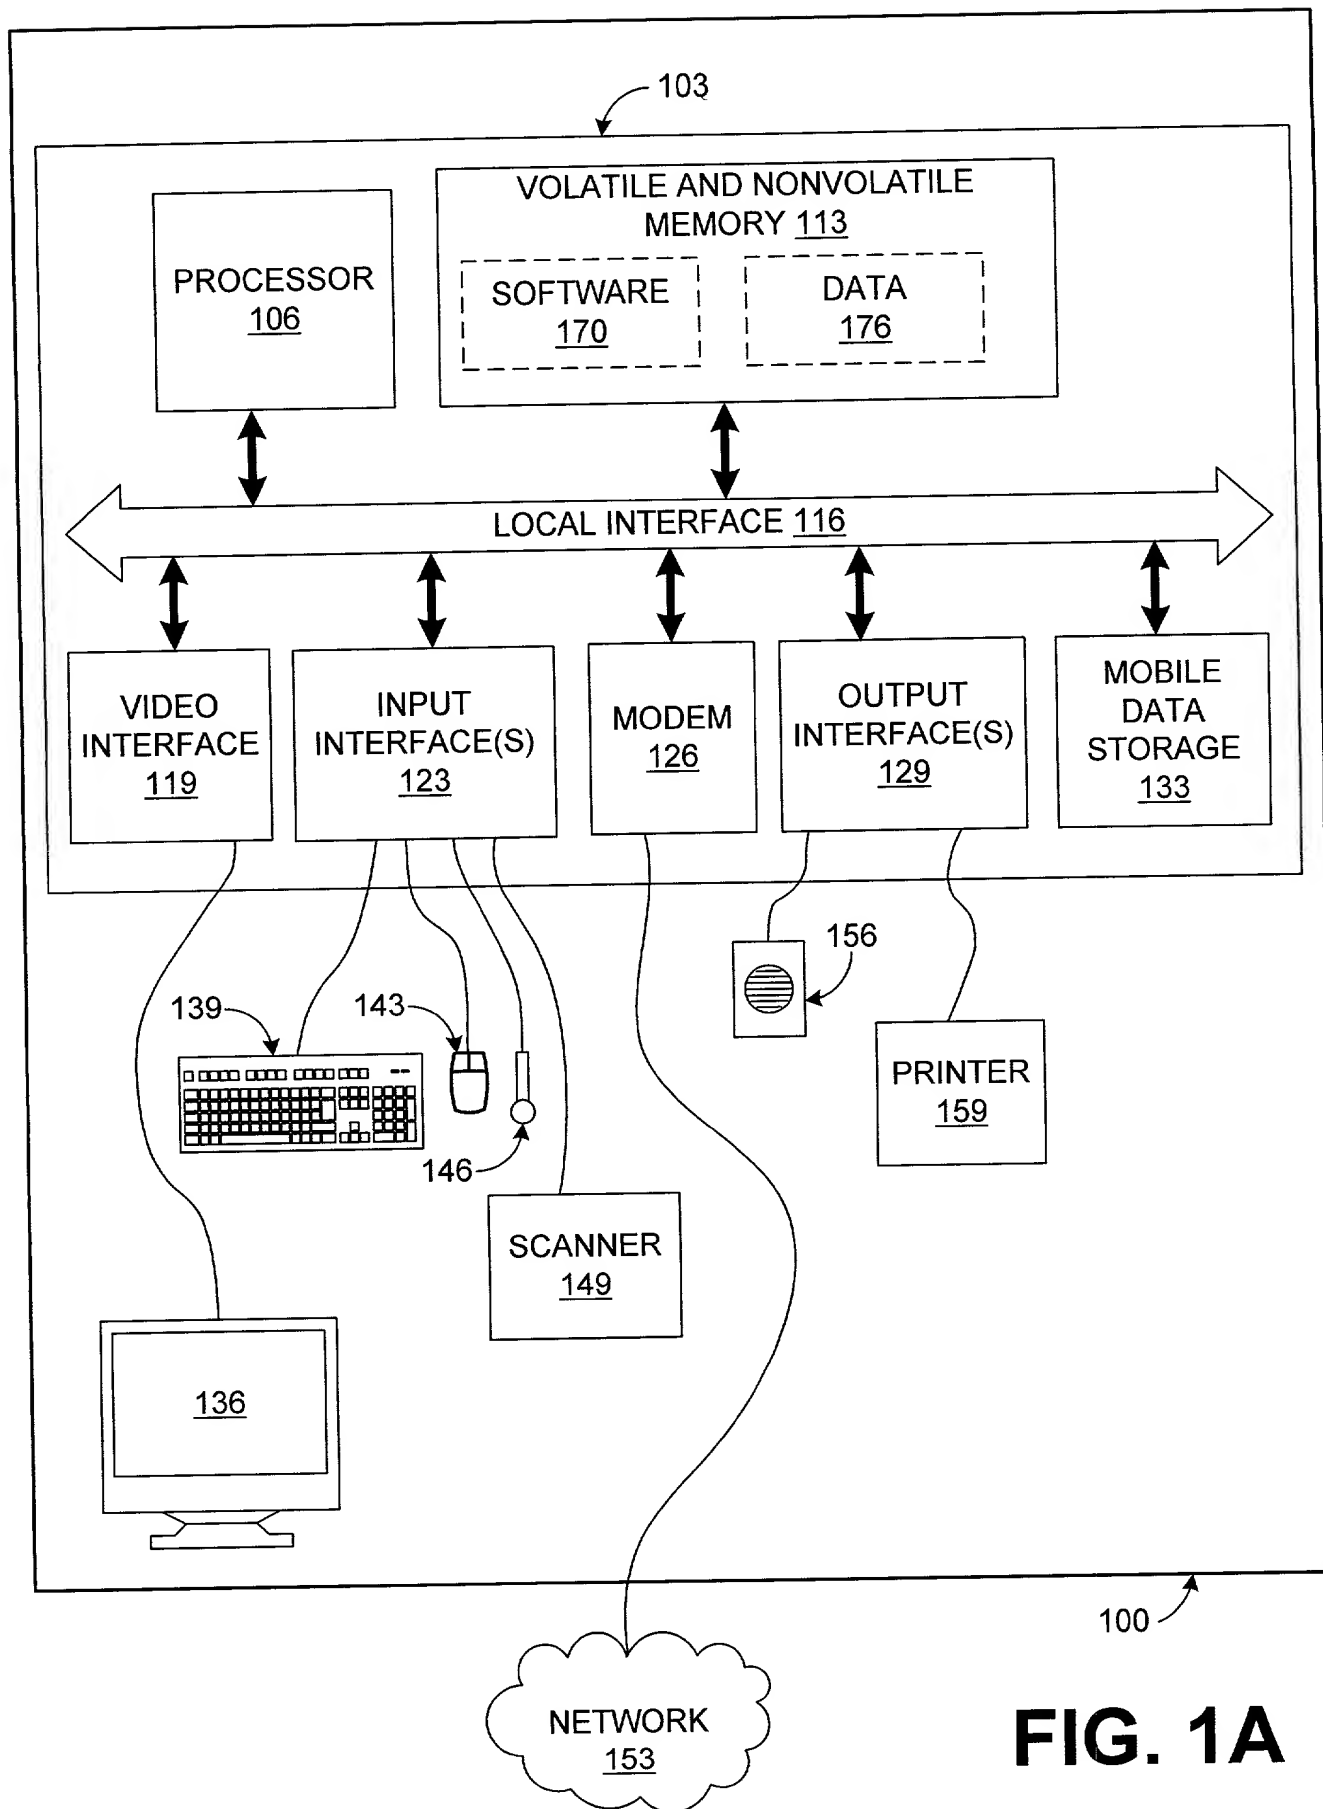 103
VOLATILE AND NONVOLATILE
MEMORY 113
PROCESSOR
106
SOFTWARE
170
DATA
176
LOCAL INTERFACE 116
VIDEO
INTERFACE
119
INPUT
INTERFACE(S)
123
MODEM
126
OUTPUT
INTERFACE(S)
129
MOBILE
DATA
STORAGE
133
139
143
146
156
PRINTER
159
SCANNER
149
136
100
NETWORK
153
FIG. 1A